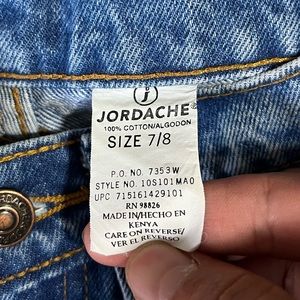 j
JORDACHE®
100% COTTON/ALGODON
SIZE 7/8
P.O. NO. 7353W
STYLE NO. 10S101MA0
UPC 715161429101
RN 98826
MADE IN/HECHO EN
KENYA
CARE ON REVERSE/
VER EL REVERSO